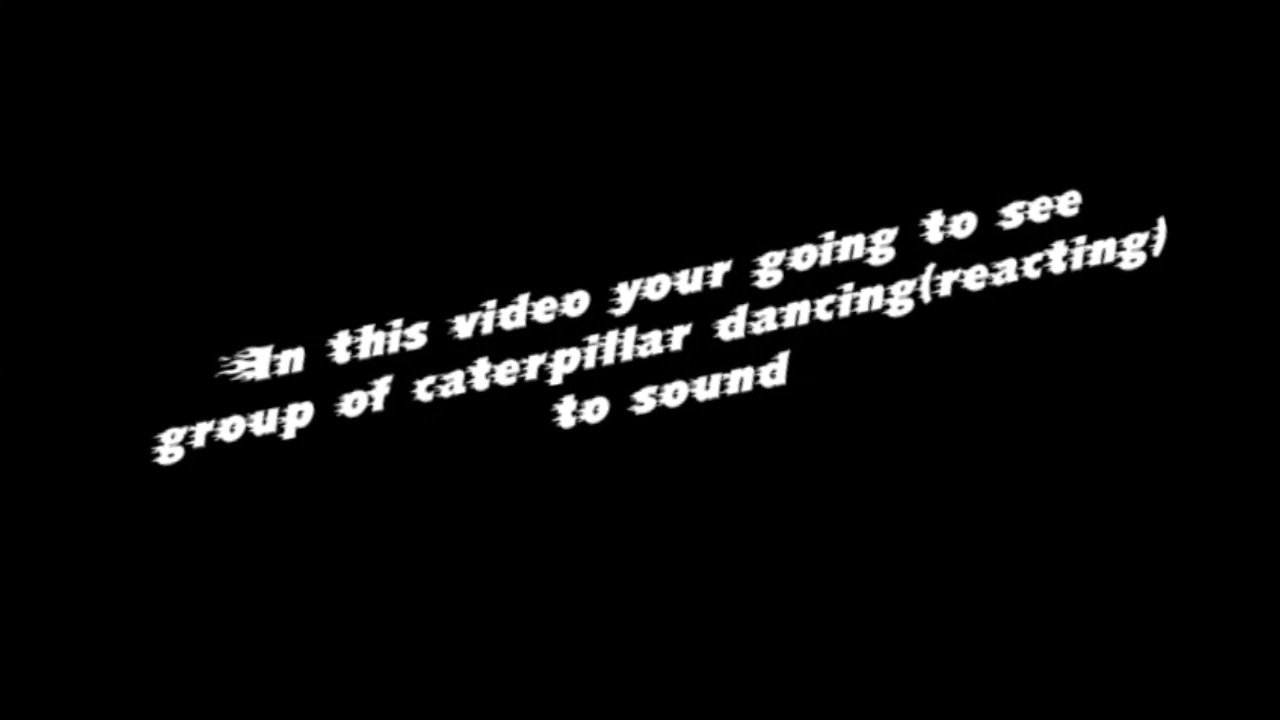 In this video your going to see
group of caterpillar dancing(reacting)
to sound